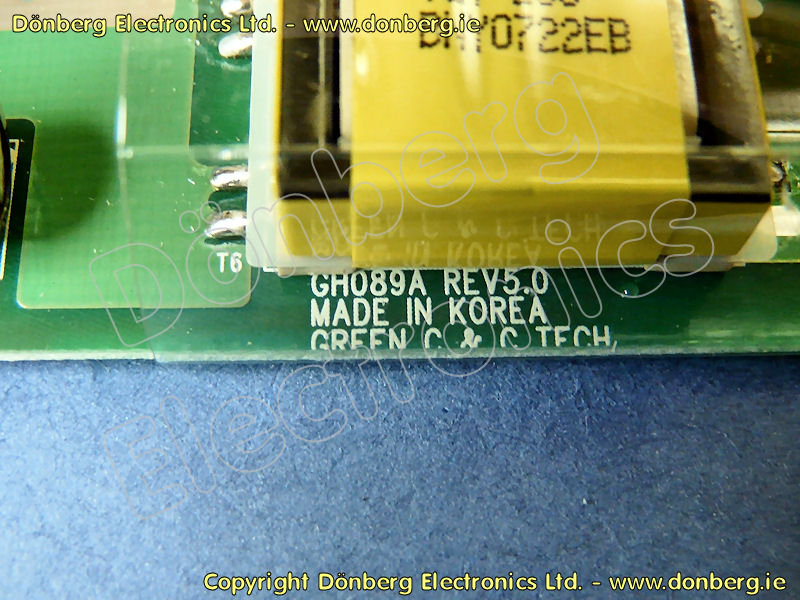 Dönberg Electronics Ltd. - www.donberg.ie
DHY0722EB
T6
GH089A REV5.0
MADE IN KOREA
GREEN C & C TECH,
Dönberg
Electronics
Copyright Dönberg Electronics Ltd. - www.donberg.ie